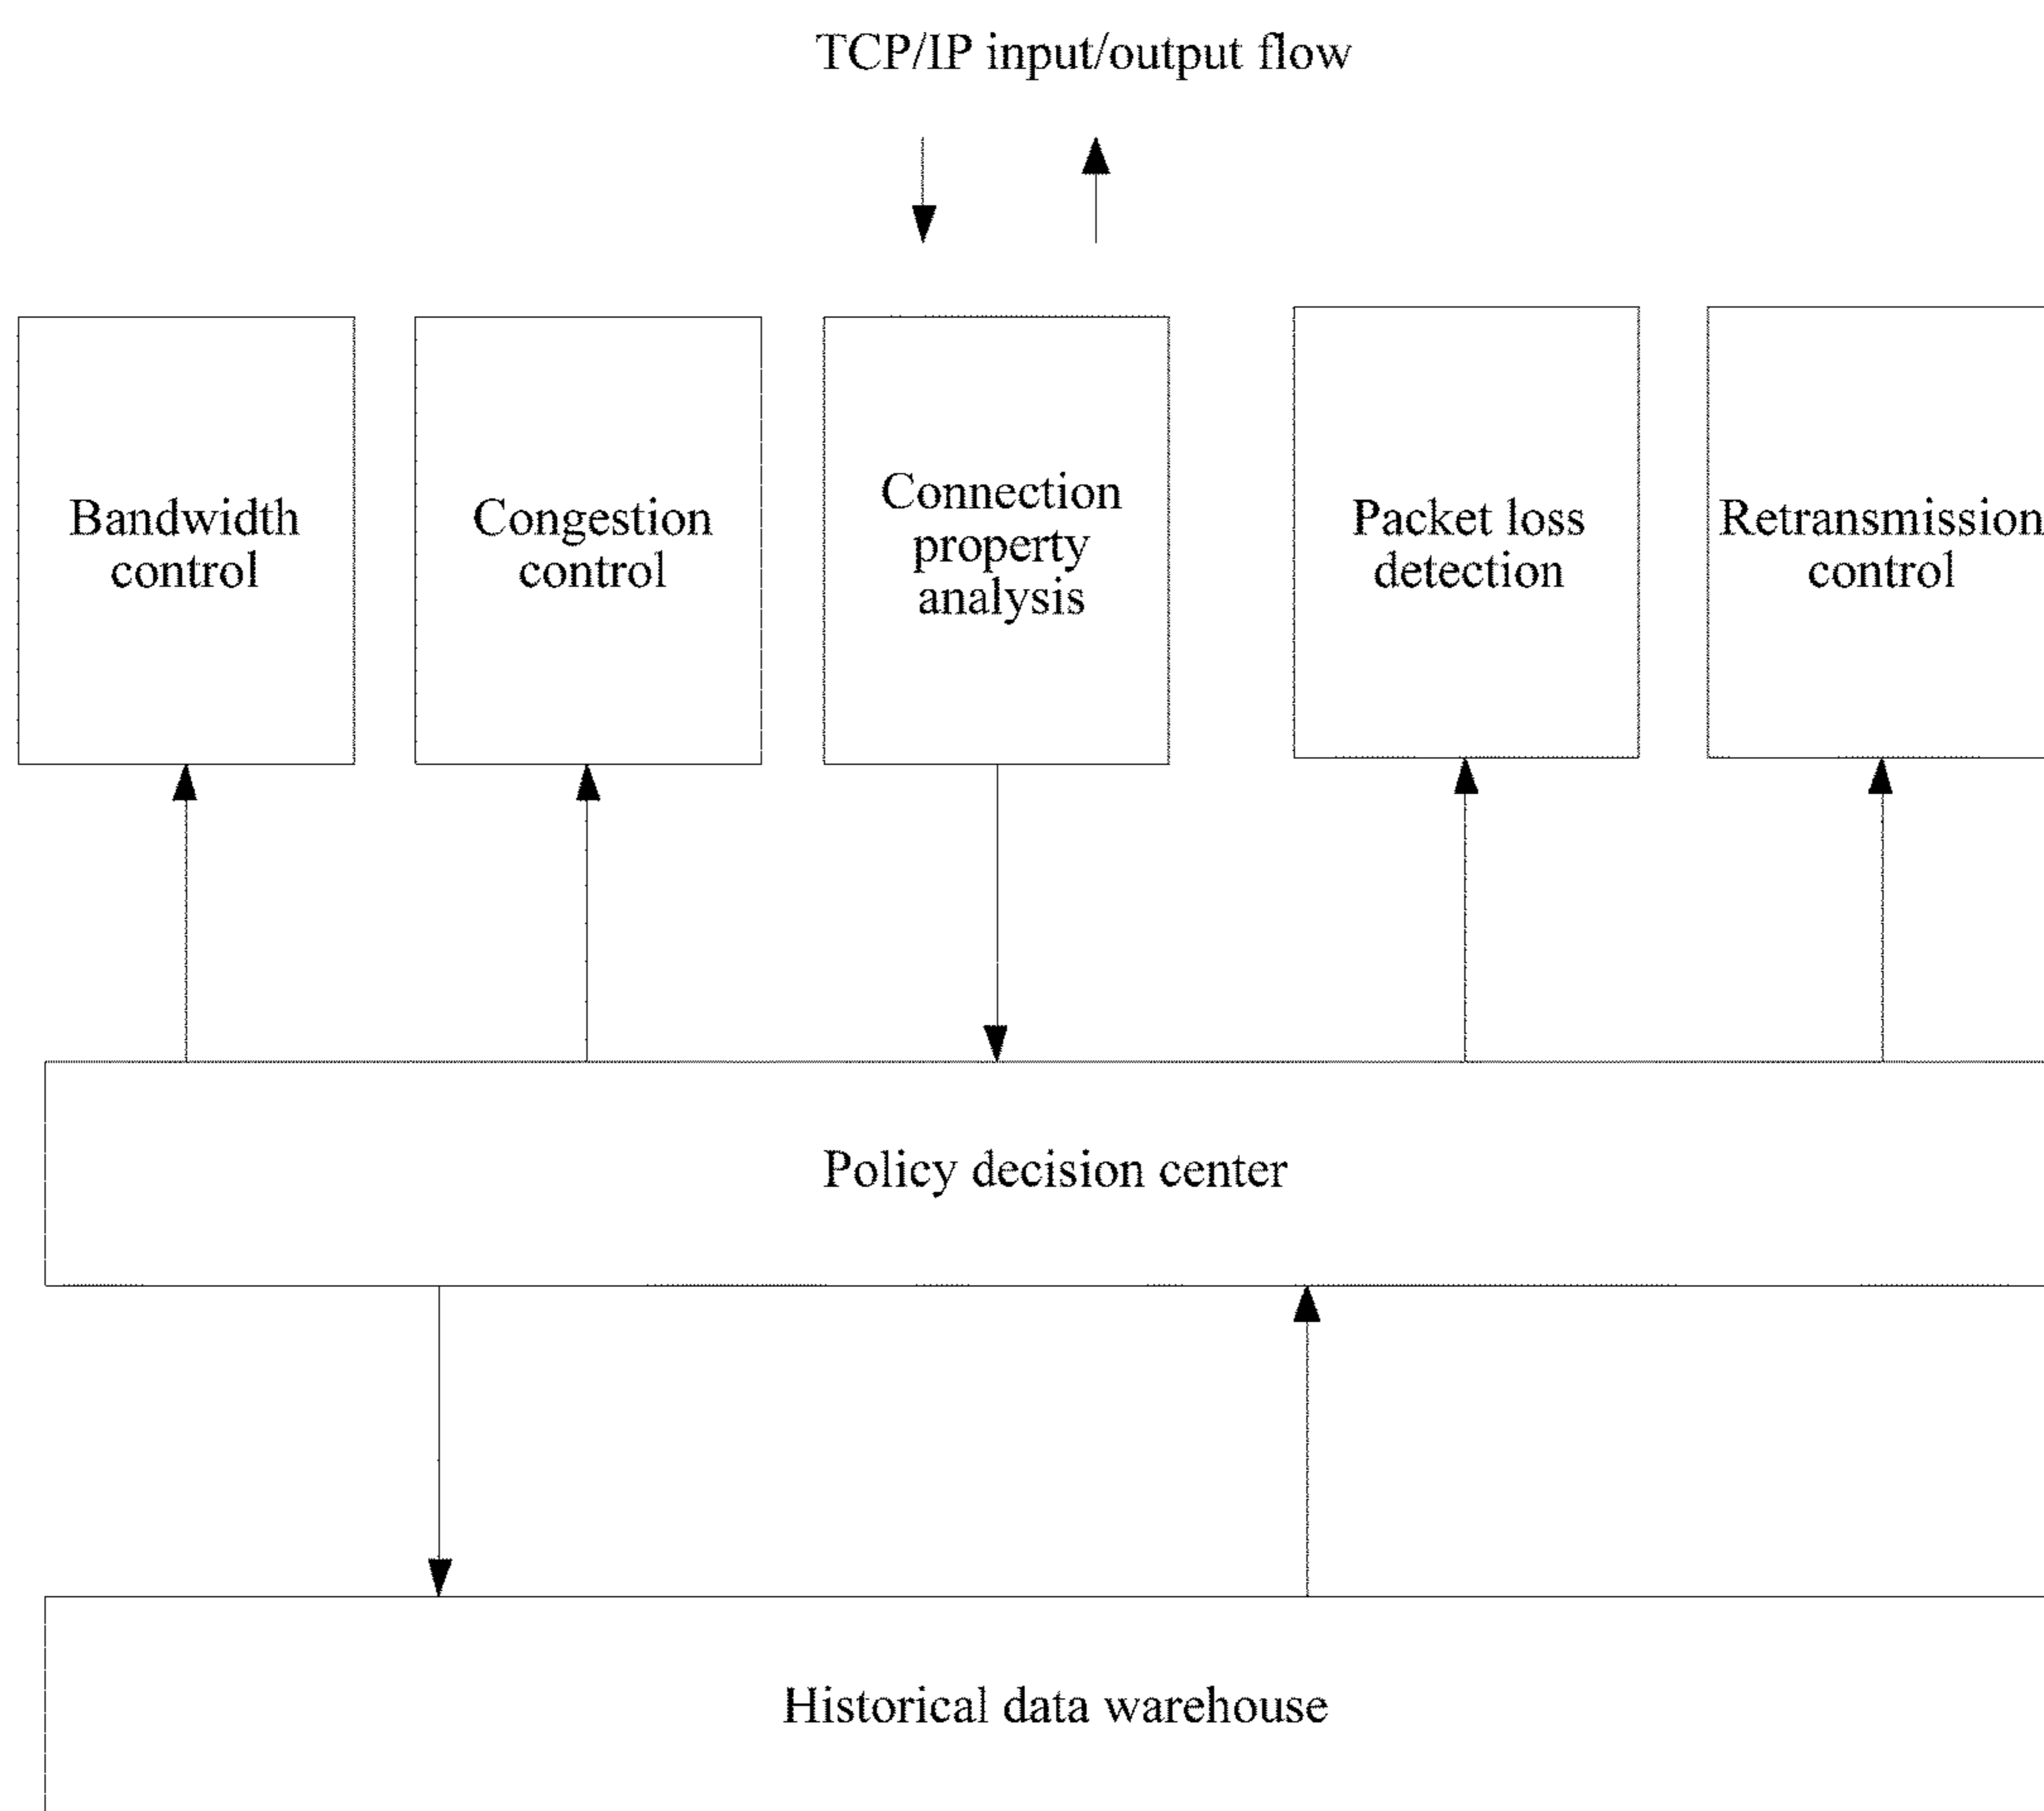 TCP/IP input/output flow
Bandwidth
control
Congestion
control
Connection
property
analysis
Packet loss
detection
Retransmission
control
Policy decision center
Historical data warehouse